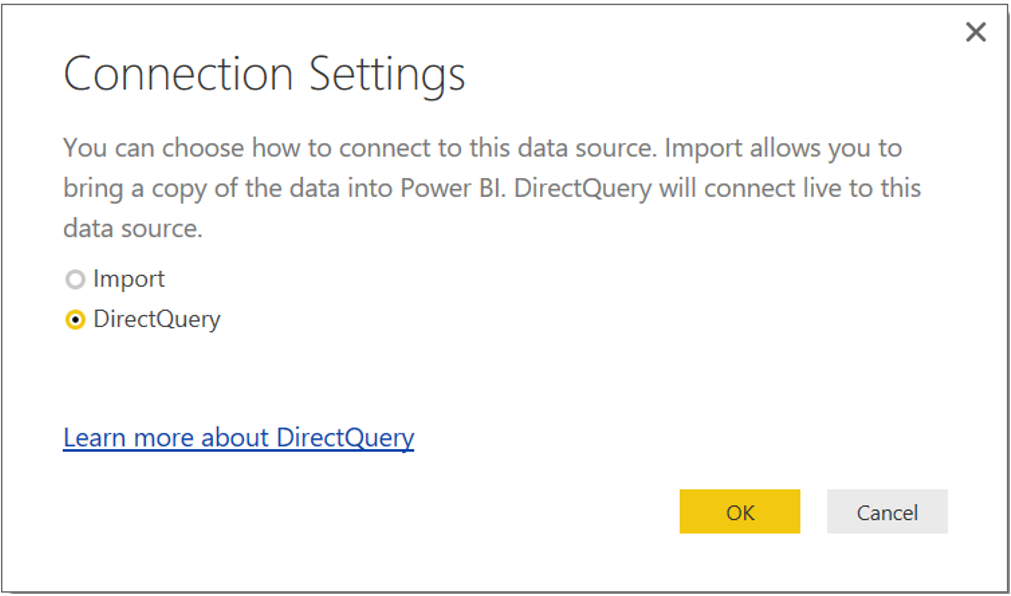 Connection Settings
You can choose how to connect to this data source. Import allows you to
bring a copy of the data into Power BI. DirectQuery will connect live to this
data source.
Import
DirectQuery
Learn more about DirectQuery
OK
Cancel